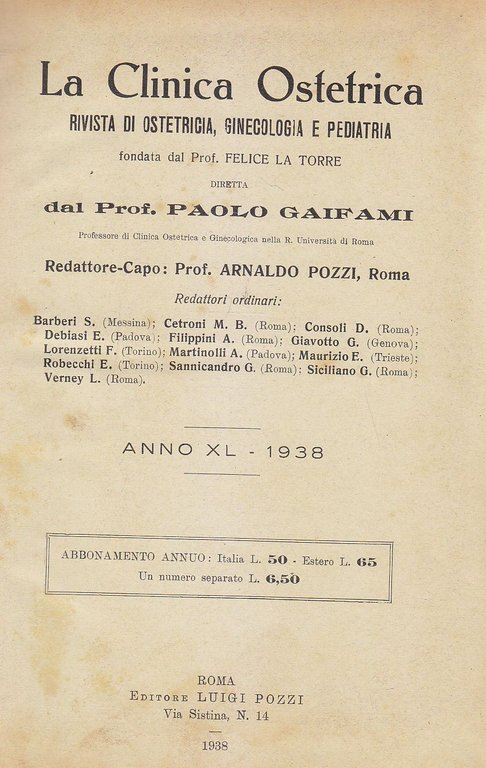 La Clinica Ostetrica
RIVISTA DI OSTETRICIA, GINECOLOGIA E PEDIATRIA
fondata dal Prof. FELICE LA TORRE
DIRETTA
dal Prof. PAOLO GAIFAMI
Professore di Clinica Ostetrica e Ginecologica nella R. Università di Roma
Redattore-Capo: Prof. ARNALDO POZZI, Roma
Redattori ordinari:
Barberi S. (Messina); Cetroni M. B. (Roma); Consoli D. (Roma);
Debiasi E. (Padova); Filippini A. (Roma); Giavotto G. (Genova);
Lorenzetti F. (Torino); Martinolli A. (Padova); Maurizio E. (Trieste);
Robecchi E. (Torino); Sannicandro G. (Roma); Siciliano G. (Roma);
Verney L. (Roma).
ANNO XL - 1938
ABBONAMENTO ANNUO: Italia L. 50 - Estero L. 65
Un numero separato L. 6,50
ROMA
EDITORE LUIGI POZZI
Via Sistina, N. 14
1938